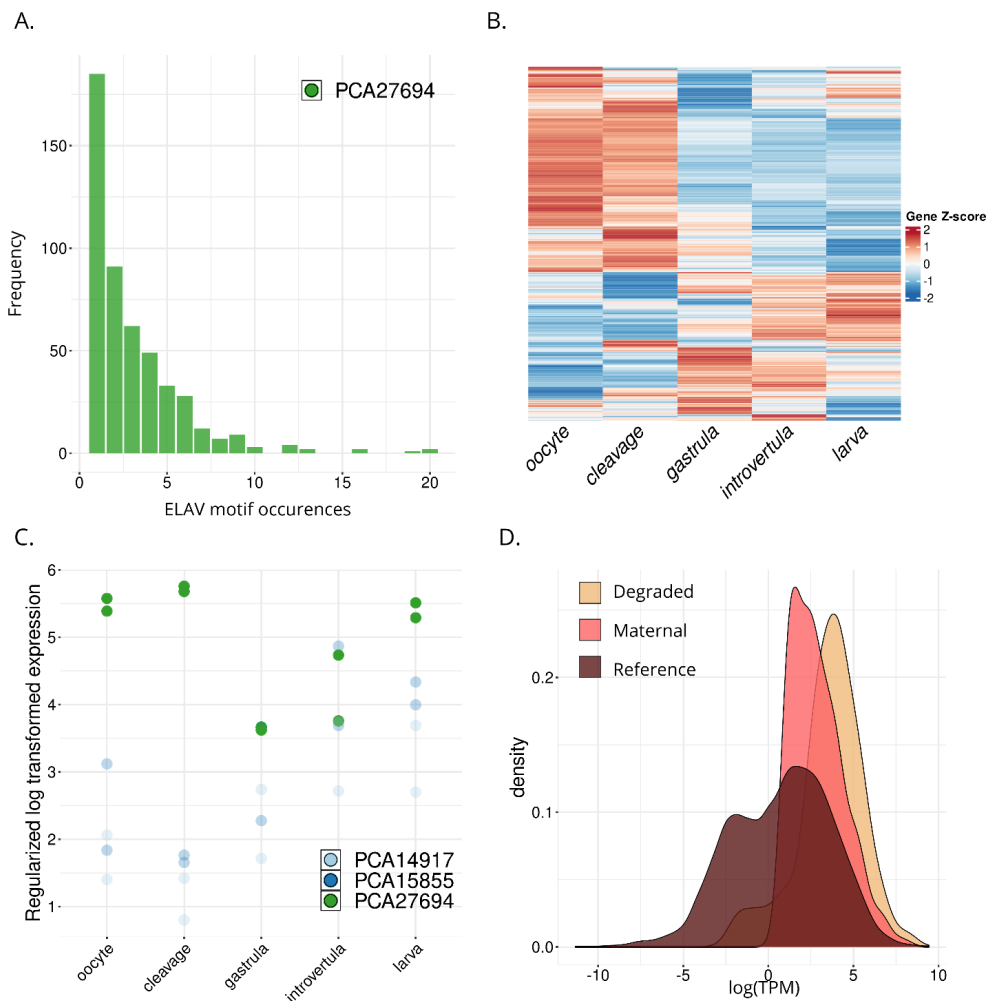 A.
PCA27694
150
100
50
0
Frequency
0
5
10
15
20
ELAV motif occurences
B.
Gene Z-score
2
1
0
-1
-2
oocyte
cleavage
gastrula
introvertula
larva
C.
Regularized log transformed expression
6
5
4
3
2
1
PCA14917
PCA15855
PCA27694
oocyte
cleavage
gastrula
introvertula
larva
D.
Degraded
Maternal
Reference
density
0.2
0.1
0.0
-10
-5
0
5
10
log(TPM)